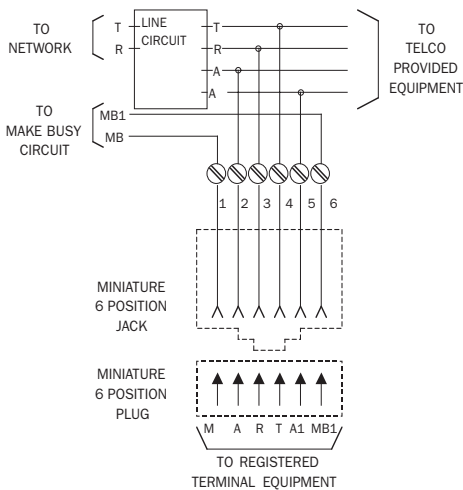 TO
NETWORK
T
R
LINE
CIRCUIT
T
R
A
A
TO
TELCO
PROVIDED
EQUIPMENT
TO
MAKE BUSY
CIRCUIT
MB1
MB
1 2 3 4 5 6
MINIATURE
6 POSITION
JACK
MINIATURE
6 POSITION
PLUG
M A R T A1 MB1
TO REGISTERED
TERMINAL EQUIPMENT